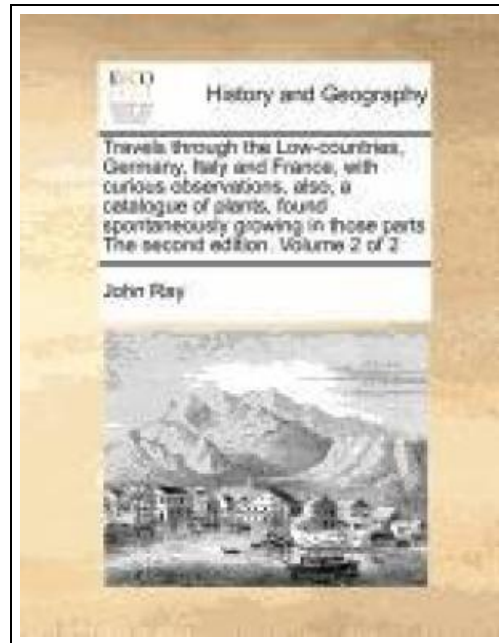 ECCO
History and Geography
Travels through the Low-countries,
Germany, Italy and France, with
curious observations, also, a
catalogue of plants, found
spontaneously growing in those parts
The second edition. Volume 2 of 2
John Ray